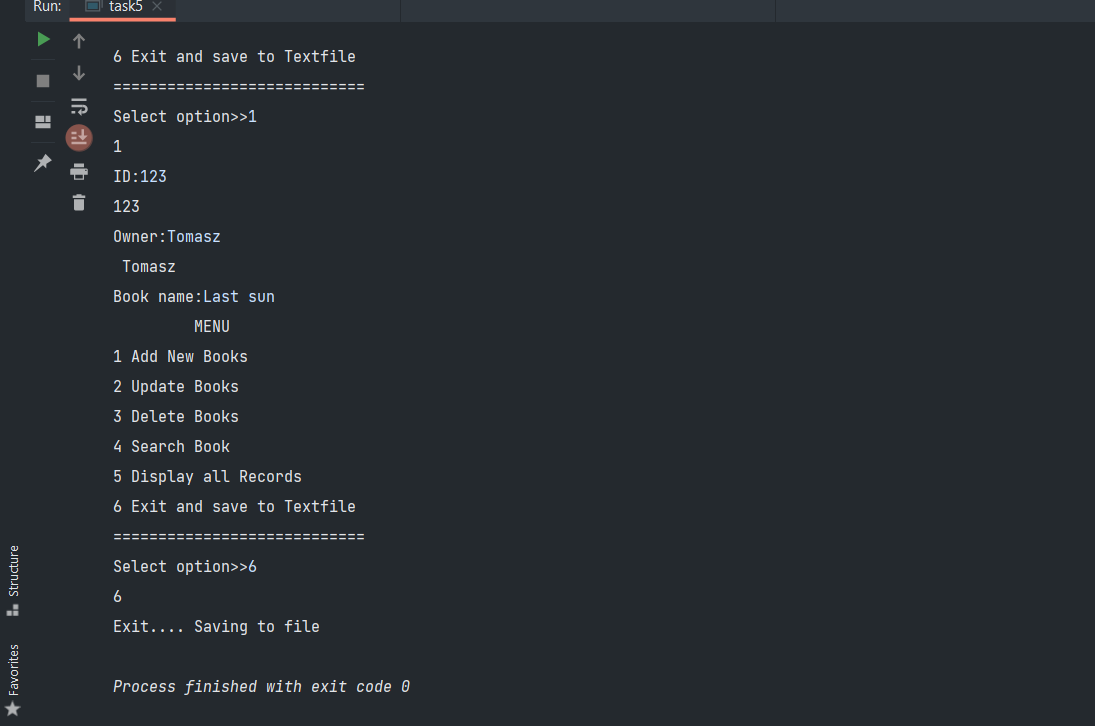 Run: task5
6 Exit and save to Textfile
============================
Select option>>1
1
ID:123
123
Owner:Tomasz
 Tomasz
Book name:Last sun
         MENU
1 Add New Books
2 Update Books
3 Delete Books
4 Search Book
5 Display all Records
6 Exit and save to Textfile
============================
Select option>>6
6
Exit.... Saving to file
Process finished with exit code 0
Structure
Favorites